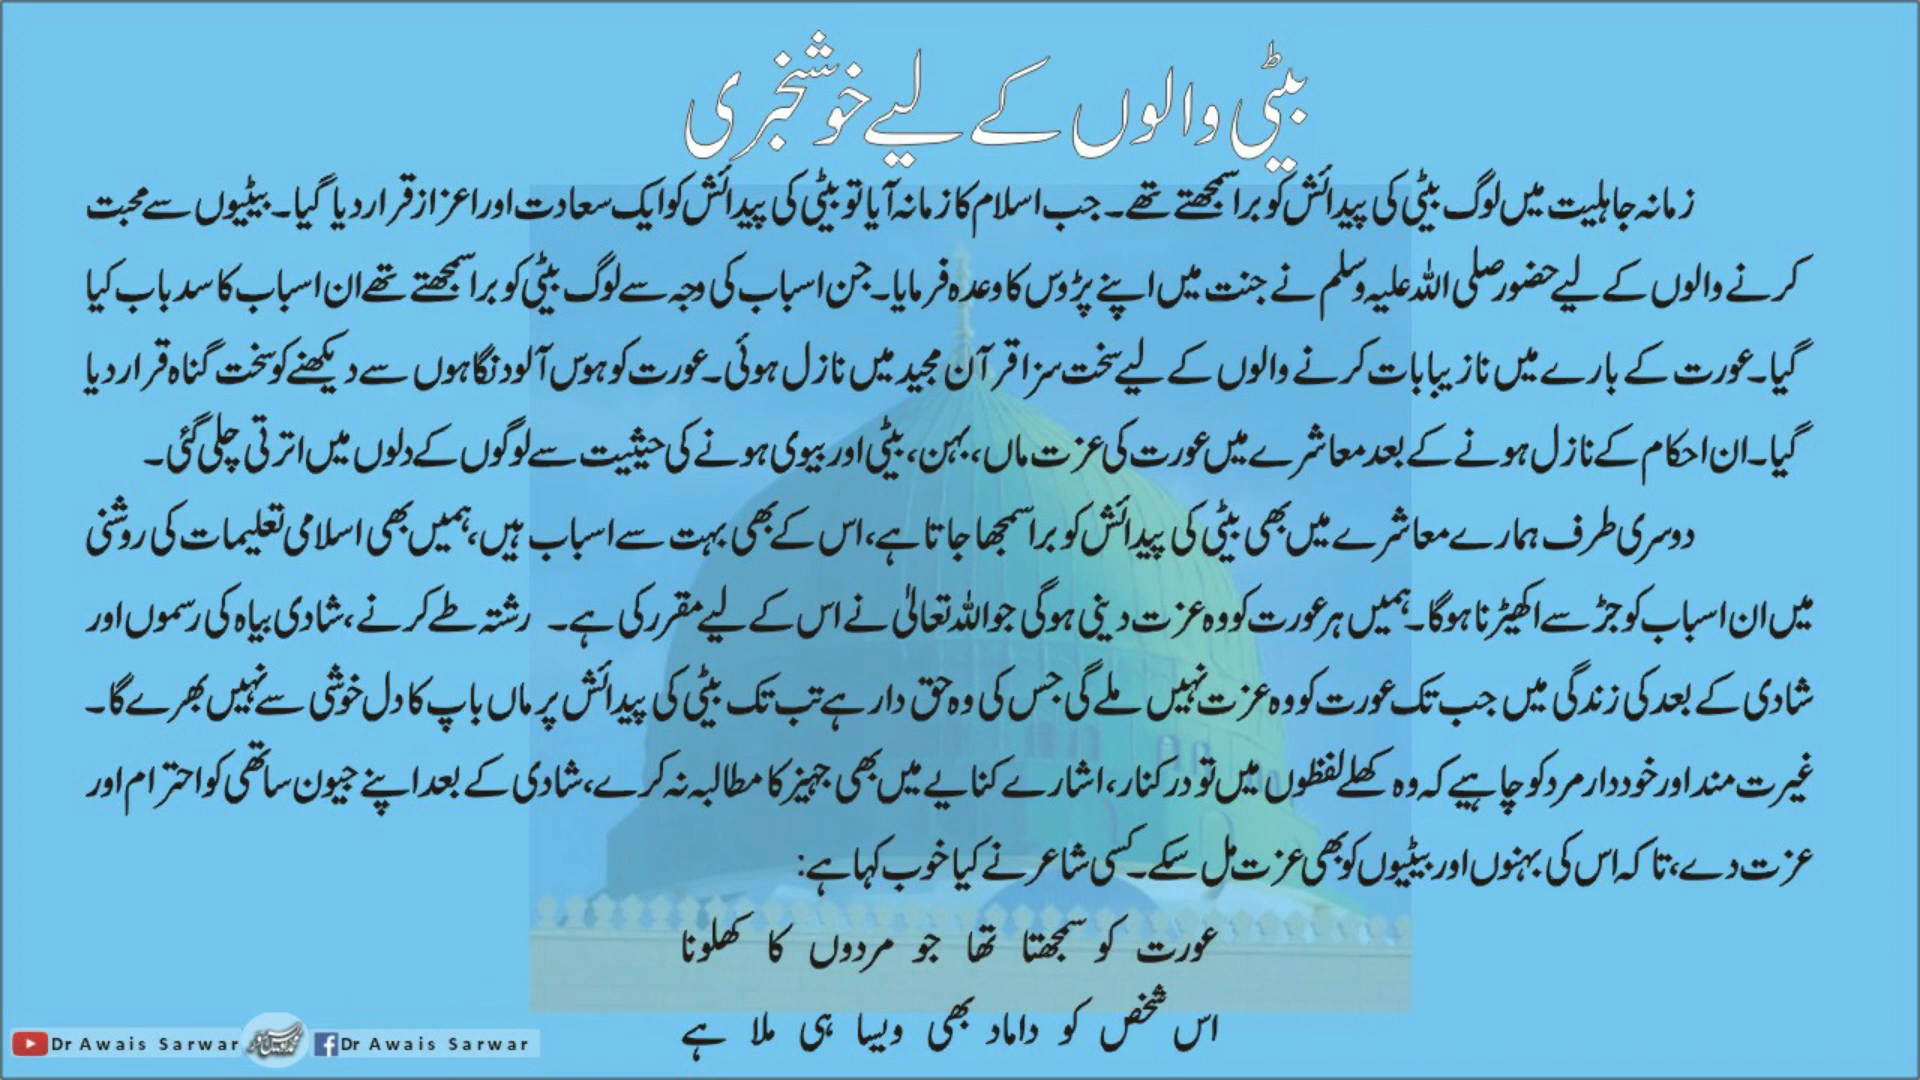 بیٹی والوں کے لیے خوشخبری
زمانہ جاہلیت میں لوگ بیٹی کی پیدائش کو برا سمجھتے تھے۔ جب اسلام کا زمانہ آیا تو بیٹی کی پیدائش کو ایک سعادت اور اعزاز قرار دیا گیا۔ بیٹیوں سے محبت
کرنے والوں کے لیے حضور صلی اللہ علیہ وسلم نے جنت میں اپنے پڑوس کا وعدہ فرمایا۔ جن اسباب کی وجہ سے لوگ بیٹی کو برا سمجھتے تھے ان اسباب کا سد باب کیا
گیا۔ عورت کے بارے میں نازیبا بات کرنے والوں کے لیے سخت سزا قرآن مجید میں نازل ہوئی۔ عورت کو ہوس آلود نگاہوں سے دیکھنے کو سخت گناہ قرار دیا
گیا۔ ان احکام کے نازل ہونے کے بعد معاشرے میں عورت کی عزت ماں، بہن، بیٹی اور بیوی ہونے کی حیثیت سے لوگوں کے دلوں میں اترتی چلی گئی۔
دوسری طرف ہمارے معاشرے میں بھی بیٹی کی پیدائش کو برا سمجھا جاتا ہے، اس کے بھی بہت سے اسباب ہیں، ہمیں بھی اسلامی تعلیمات کی روشنی
میں ان اسباب کو جڑ سے اکھیڑنا ہوگا۔ ہمیں ہر عورت کو وہ عزت دینی ہوگی جو اللہ تعالیٰ نے اس کے لیے مقرر کی ہے۔ رشتہ طے کرنے، شادی بیاہ کی رسموں اور
شادی کے بعد کی زندگی میں جب تک عورت کو وہ عزت نہیں ملے گی جس کی وہ حق دار ہے تب تک بیٹی کی پیدائش پر ماں باپ کا دل خوشی سے نہیں بھرے گا۔
غیرت مند اور خوددار مرد کو چاہیے کہ وہ کھلے لفظوں میں تو درکنار، اشارے کنایے میں بھی جہیز کا مطالبہ نہ کرے، شادی کے بعد اپنے جیون ساتھی کو احترام اور
عزت دے، تاکہ اس کی بہنوں اور بیٹیوں کو بھی عزت مل سکے۔ کسی شاعر نے کیا خوب کہا ہے:
عورت کو سمجھتا تھا جو مردوں کا کھلونا
اس شخص کو داماد بھی ویسا ہی ملا ہے
Dr Awais Sarwar Dr Awais Sarwar